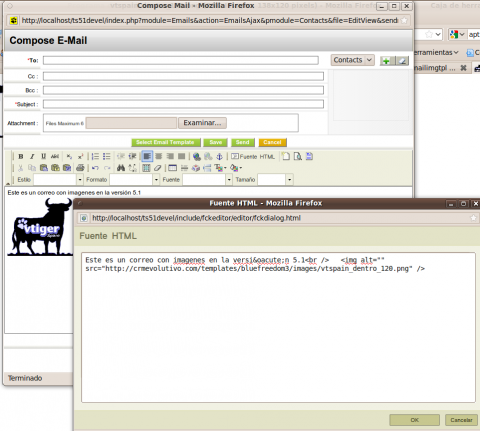 Compose Mail - Mozilla Firefox
http://localhost/ts51devel/index.php?module=Emails&action=EmailsAjax&pmodule=Contacts&file=EditView&sendr
Compose E-Mail
*To:
Contacts
Cc :
Bcc :
*Subject :
Attachment :
Files Maximum 6
Examinar...
Select Email Template
Save
Send
Cancel
Fuente HTML
Estilo
Formato
Fuente
Tamaño
Este es un correo con imagenes en la versión 5.1
vtiger
Spain
Terminado
erramientas
apt
mailimgtpl ...
Fuente HTML - Mozilla Firefox
http://localhost/ts51devel/include/fckeditor/editor/fckdialog.html
Fuente HTML
Este es un correo con imagenes en la versi&oacute;n 5.1<br /> <img alt=""
src="http://crmevolutivo.com/templates/bluefreedom3/images/vtspain_dentro_120.png" />
OK
Cancelar